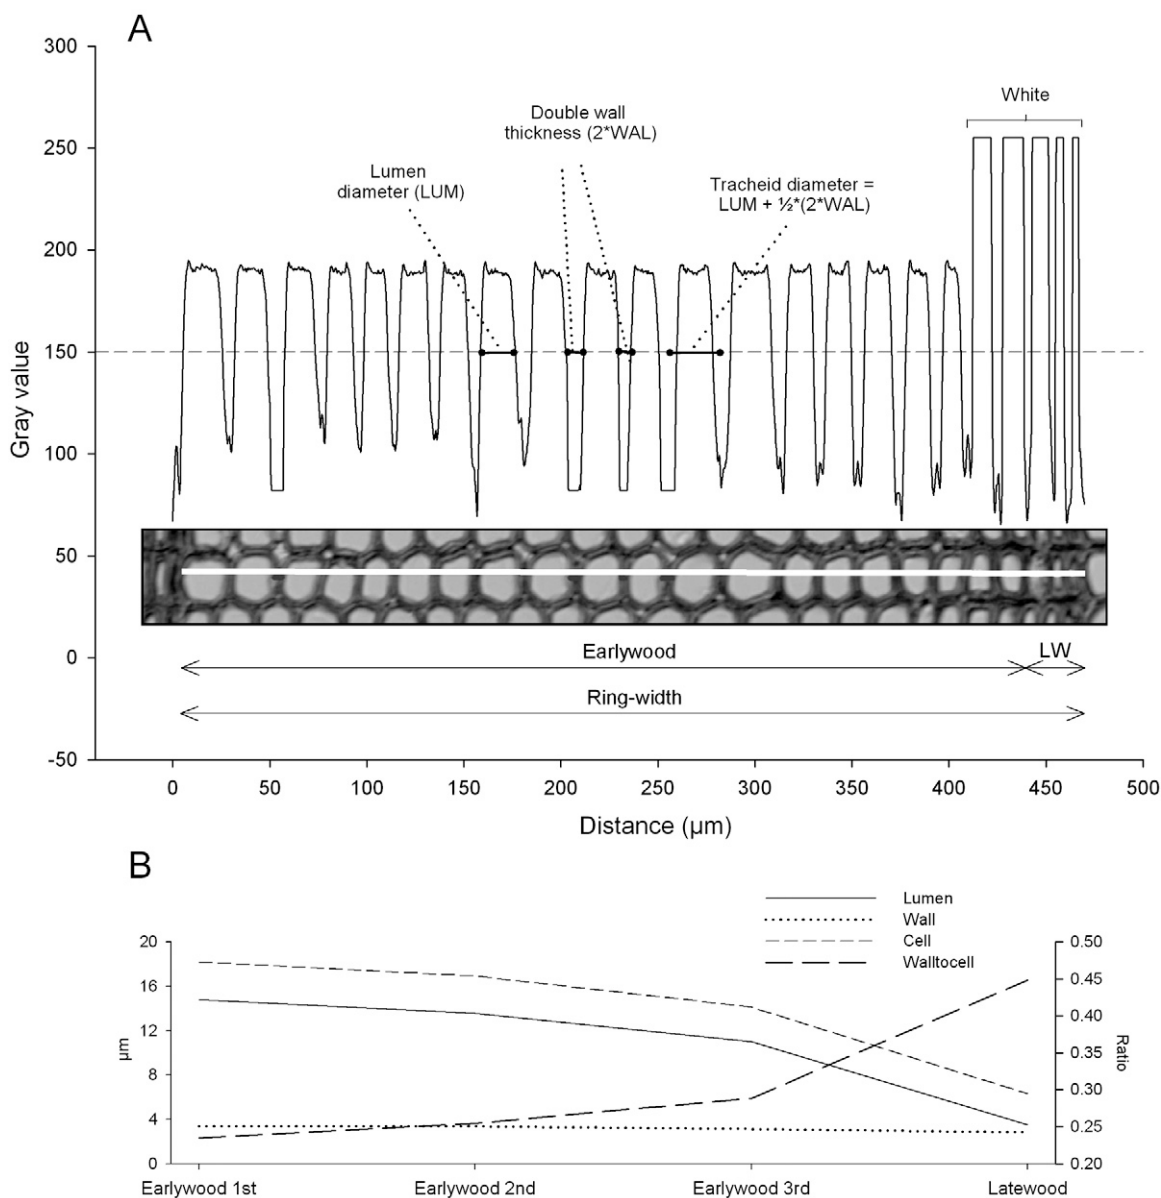 A
300
250
200
150
100
50
0
-50
Gray value
White
Double wall
thickness (2*WAL)
Lumen
diameter (LUM)
Tracheid diameter =
LUM + ½*(2*WAL)
Earlywood
LW
Ring-width
0 50 100 150 200 250 300 350 400 450 500
Distance (µm)
B
Lumen
Wall
Cell
Walltocell
20
16
12
8
4
0
µm
0.50
0.45
0.40
0.35
0.30
0.25
0.20
Ratio
Earlywood 1st Earlywood 2nd Earlywood 3rd Latewood